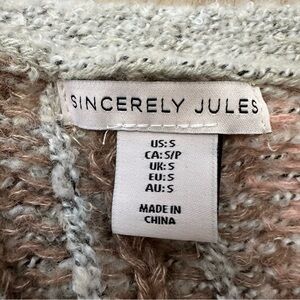 SINCERELY JULES
US: S
CA: S/P
UK: S
EU: S
AU: S
MADE IN
CHINA